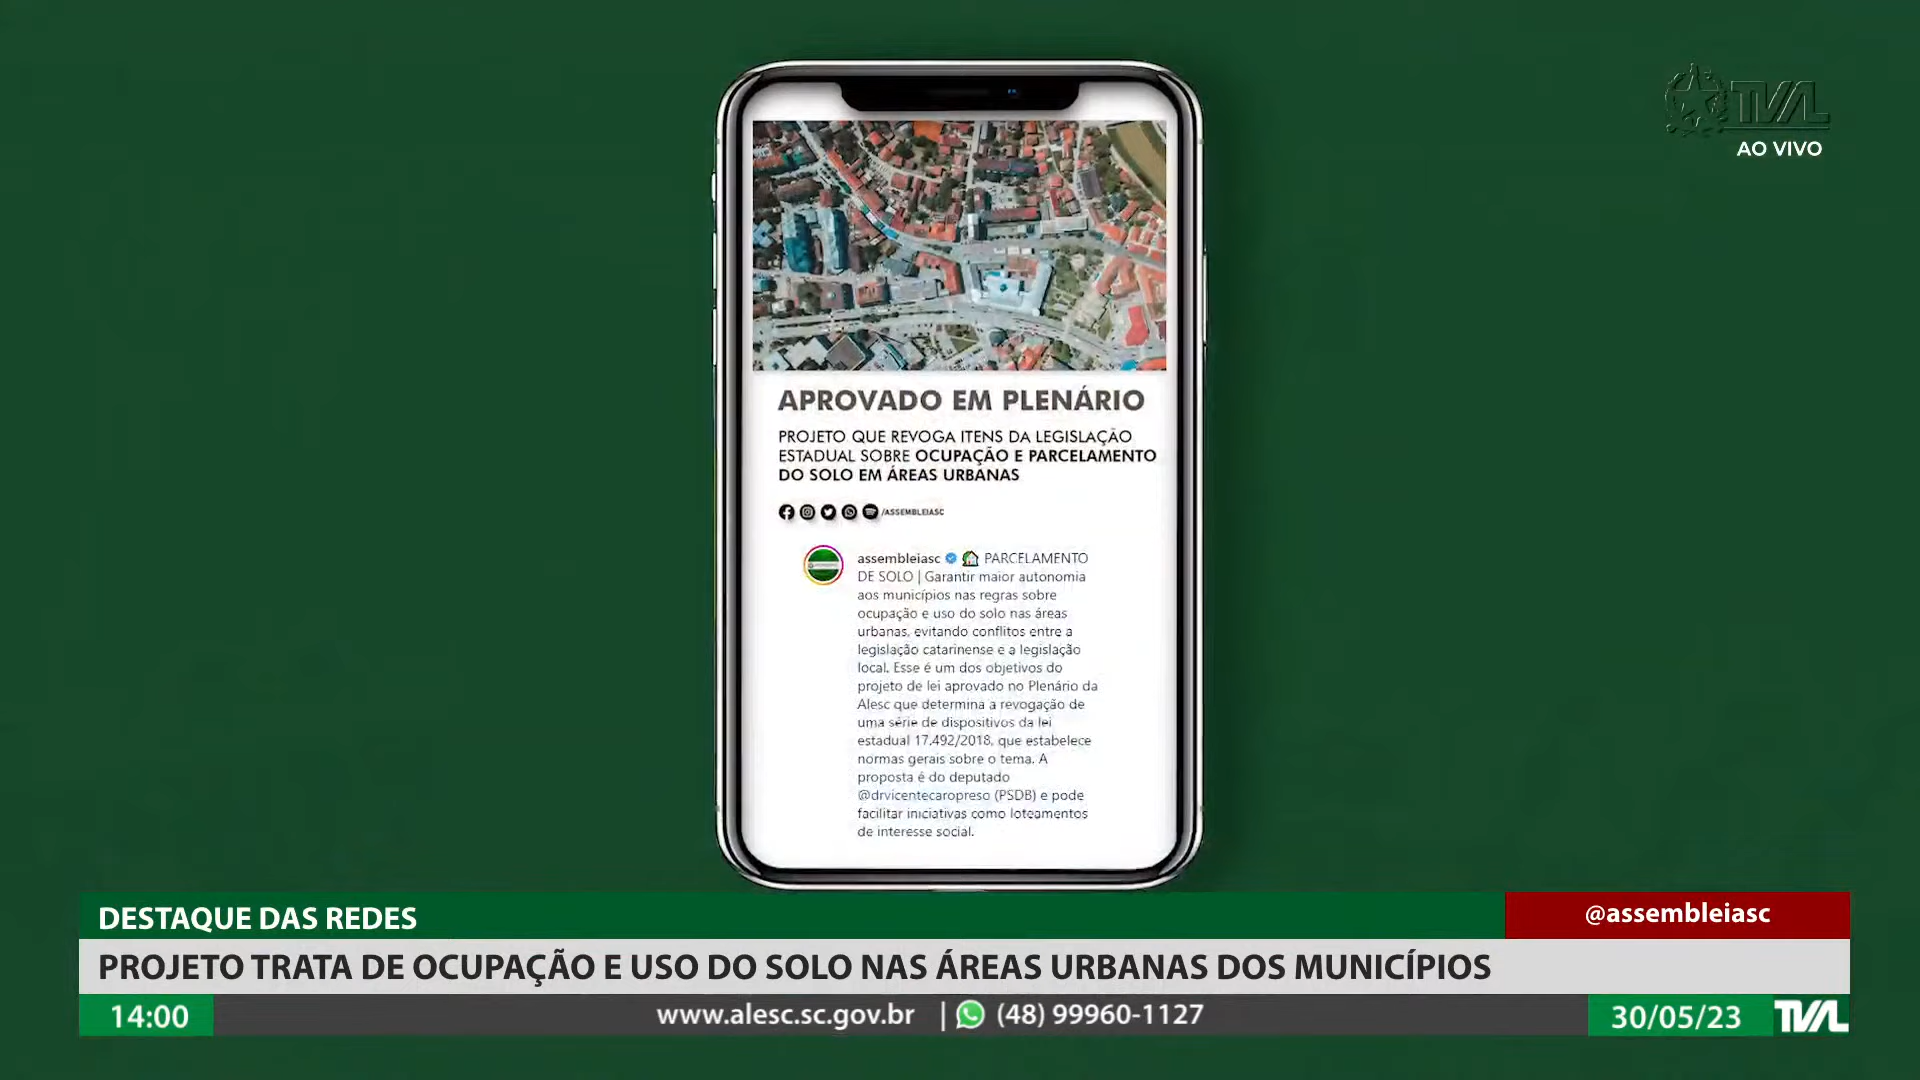 TVAL
AO VIVO
APROVADO EM PLENÁRIO
PROJETO QUE REVOGA ITENS DA LEGISLAÇÃO
ESTADUAL SOBRE OCUPAÇÃO E PARCELAMENTO
DO SOLO EM ÁREAS URBANAS
/ASSEMBLEIASC
assembleiasc PARCELAMENTO
DE SOLO | Garantir maior autonomia
aos municípios nas regras sobre
ocupação e uso do solo nas áreas
urbanas, evitando conflitos entre a
legislação catarinense e a legislação
local. Esse é um dos objetivos do
projeto de lei aprovado no Plenário da
Alesc que determina a revogação de
uma série de dispositivos da lei
estadual 17.492/2018, que estabelece
normas gerais sobre o tema. A
proposta é do deputado
@drvicentecaropreso (PSDB) e pode
facilitar iniciativas como loteamentos
de interesse social.
DESTAQUE DAS REDES
@assembleiasc
PROJETO TRATA DE OCUPAÇÃO E USO DO SOLO NAS ÁREAS URBANAS DOS MUNICÍPIOS
14:00
www.alesc.sc.gov.br | (48) 99960-1127
30/05/23
TVAL